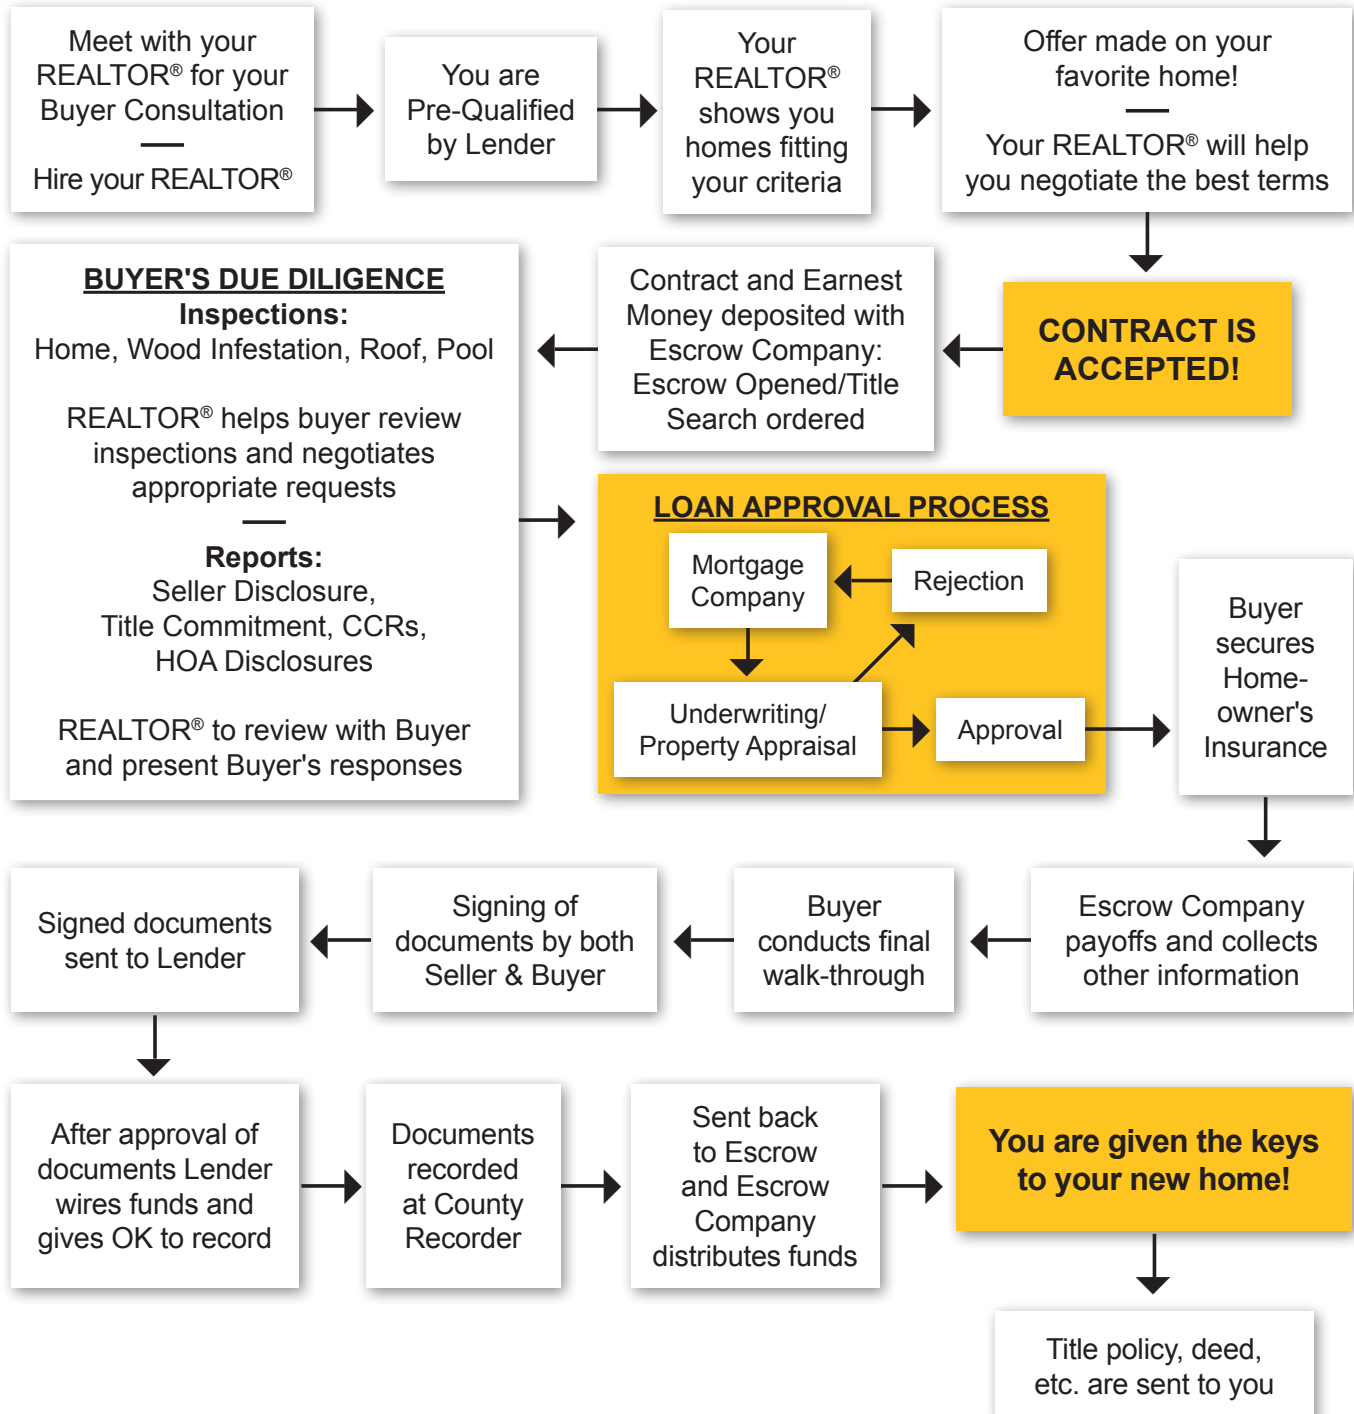 Meet with your
REALTOR® for your
Buyer Consultation
Hire your REALTOR®
You are
Pre-Qualified
by Lender
Your
REALTOR®
shows you
homes fitting
your criteria
Offer made on your
favorite home!
Your REALTOR® will help
you negotiate the best terms
CONTRACT IS
ACCEPTED!
Contract and Earnest
Money deposited with
Escrow Company:
Escrow Opened/Title
Search ordered
BUYER'S DUE DILIGENCE
Inspections:
Home, Wood Infestation, Roof, Pool
REALTOR® helps buyer review
inspections and negotiates
appropriate requests
Reports:
Seller Disclosure,
Title Commitment, CCRs,
HOA Disclosures
REALTOR® to review with Buyer
and present Buyer's responses
LOAN APPROVAL PROCESS
Mortgage
Company
Rejection
Underwriting/
Property Appraisal
Approval
Buyer
secures
Home-
owner's
Insurance
Escrow Company
payoffs and collects
other information
Buyer
conducts final
walk-through
Signing of
documents by both
Seller & Buyer
Signed documents
sent to Lender
After approval of
documents Lender
wires funds and
gives OK to record
Documents
recorded
at County
Recorder
Sent back
to Escrow
and Escrow
Company
distributes funds
You are given the keys
to your new home!
Title policy, deed,
etc. are sent to you